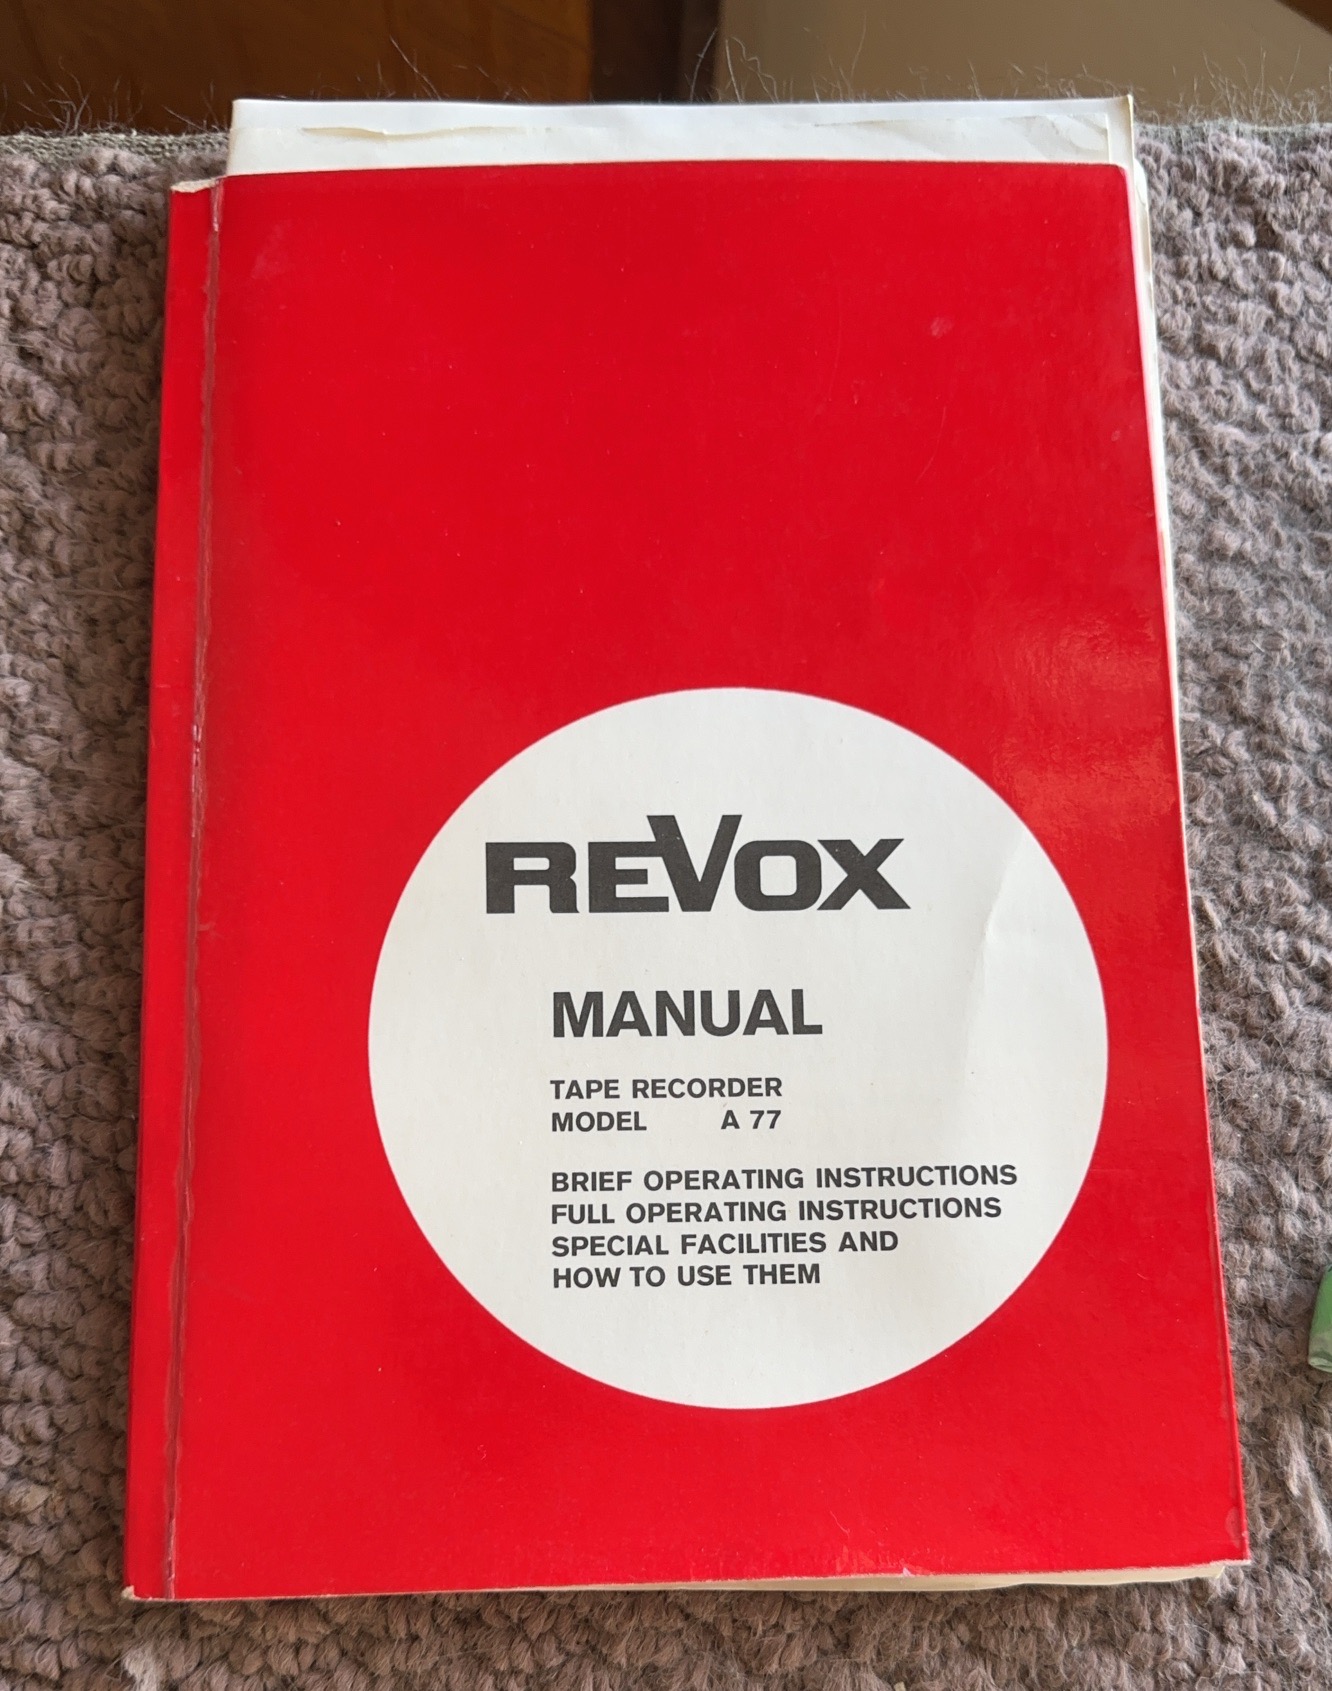 REVOX
MANUAL
TAPE RECORDER
MODEL A 77
BRIEF OPERATING INSTRUCTIONS
FULL OPERATING INSTRUCTIONS
SPECIAL FACILITIES AND
HOW TO USE THEM